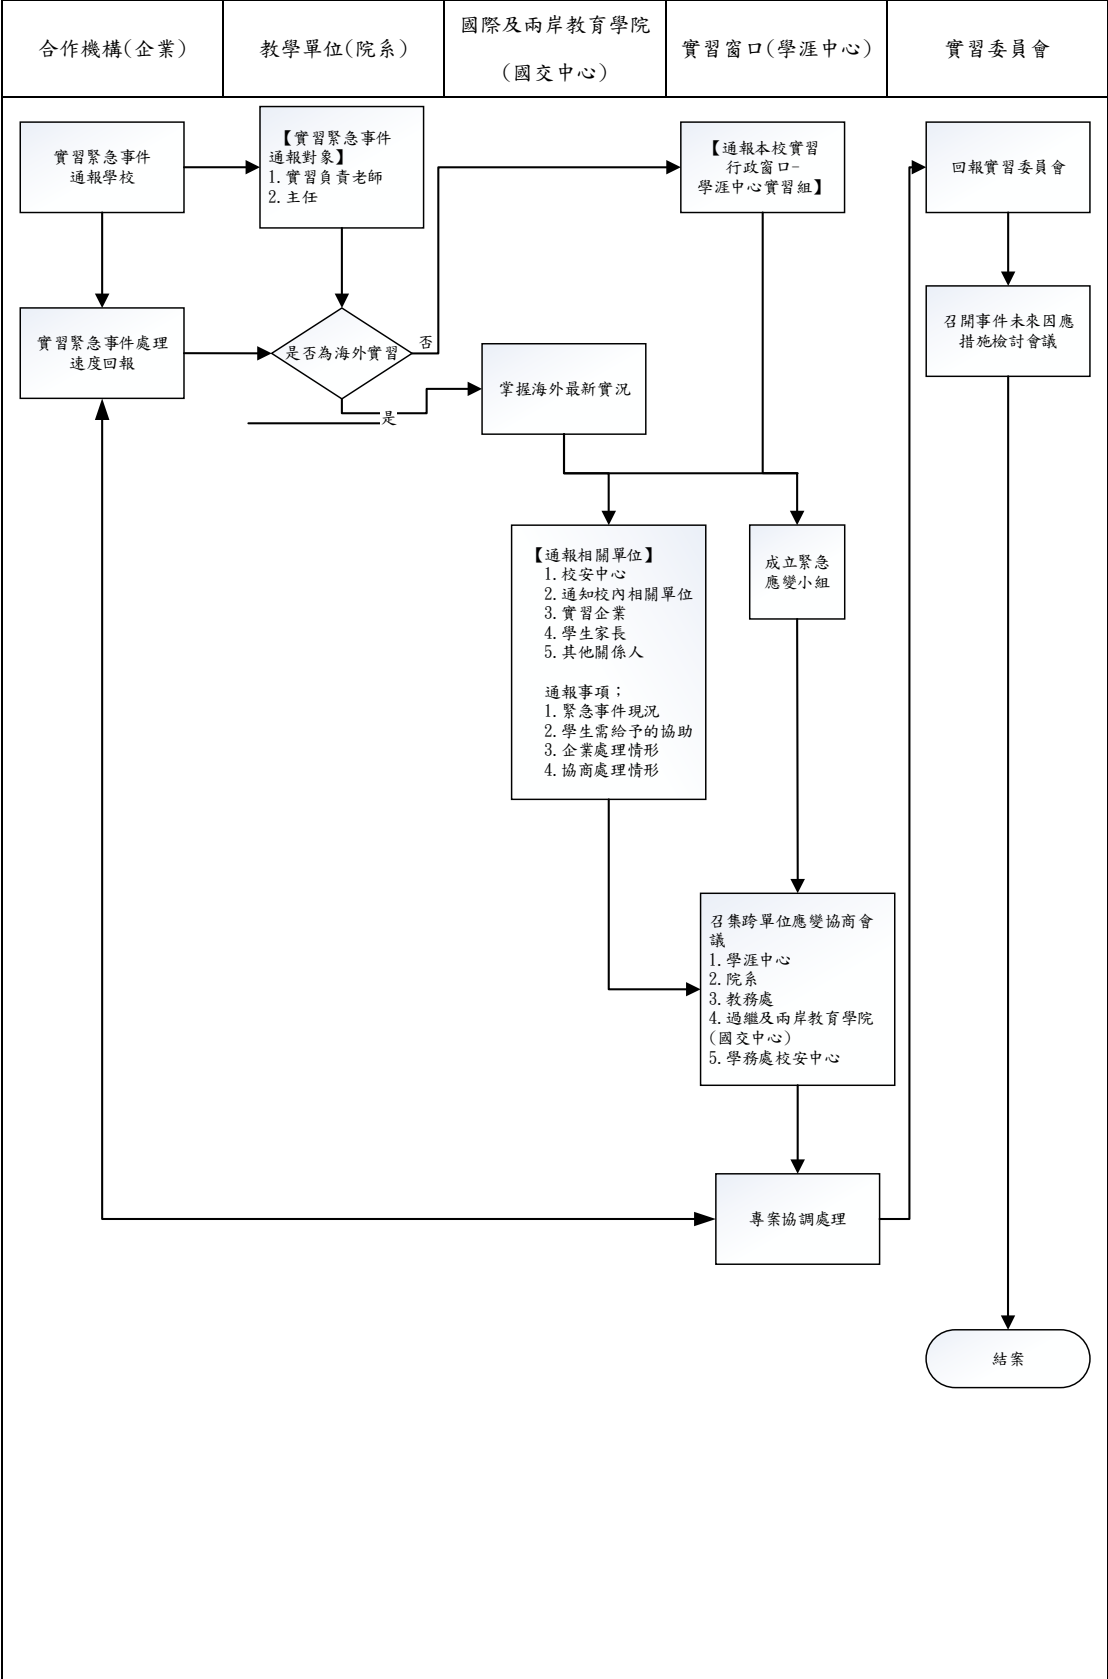 合作機構(企業)
教學單位(院系)
國際及兩岸教育學院
(國交中心)
實習窗口(學涯中心)
實習委員會
實習緊急事件
通報學校
【實習緊急事件
通報對象】
1.實習負責老師
2.主任
【通報本校實習
行政窗口-
學涯中心實習組】
回報實習委員會
實習緊急事件處理
速度回報
是否為海外實習
否
是
掌握海外最新實況
召開事件未來因應
措施檢討會議
【通報相關單位】
1.校安中心
2.通知校內相關單位
3.實習企業
4.學生家長
5.其他關係人
通報事項；
1.緊急事件現況
2.學生需給予的協助
3.企業處理情形
4.協商處理情形
成立緊急
應變小組
召集跨單位應變協商會
議
1.學涯中心
2.院系
3.教務處
4.過繼及兩岸教育學院
(國交中心)
5.學務處校安中心
專案協調處理
結案